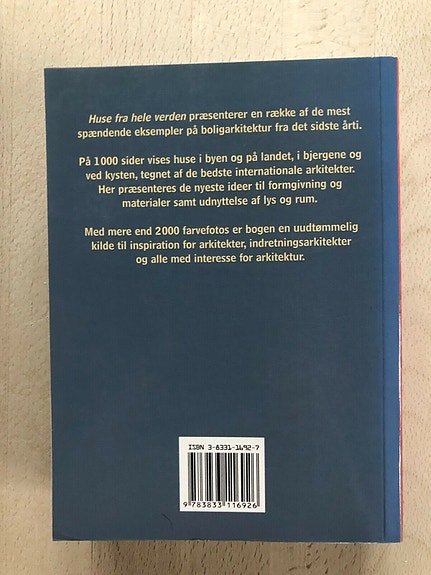 Huse fra hele verden præsenterer en række af de mest
spændende eksempler på boligarkitektur fra det sidste årti.
På 1000 sider vises huse i byen og på landet, i bjergene og
ved kysten, tegnet af de bedste internationale arkitekter.
Her præsenteres de nyeste ideer til formgivning og
materialer samt udnyttelse af lys og rum.
Med mere end 2000 farvefotos er bogen en uudtømmelig
kilde til inspiration for arkitekter, indretningsarkitekter
og alle med interesse for arkitektur.
ISBN 3-8331-1692-7
9 783833 116926